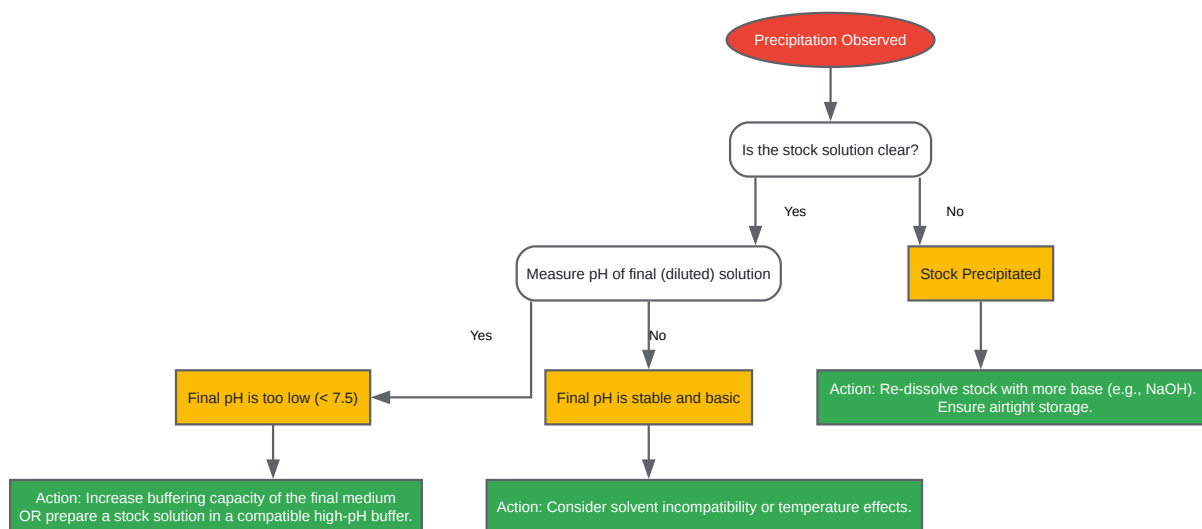 Precipitation Observed
Is the stock solution clear?
Yes
No
Measure pH of final (diluted) solution
Stock Precipitated
Yes
No
Final pH is too low (< 7.5)
Final pH is stable and basic
Action: Re-dissolve stock with more base (e.g., NaOH).
Ensure airtight storage.
Action: Increase buffering capacity of the final medium
OR prepare a stock solution in a compatible high-pH buffer.
Action: Consider solvent incompatibility or temperature effects.